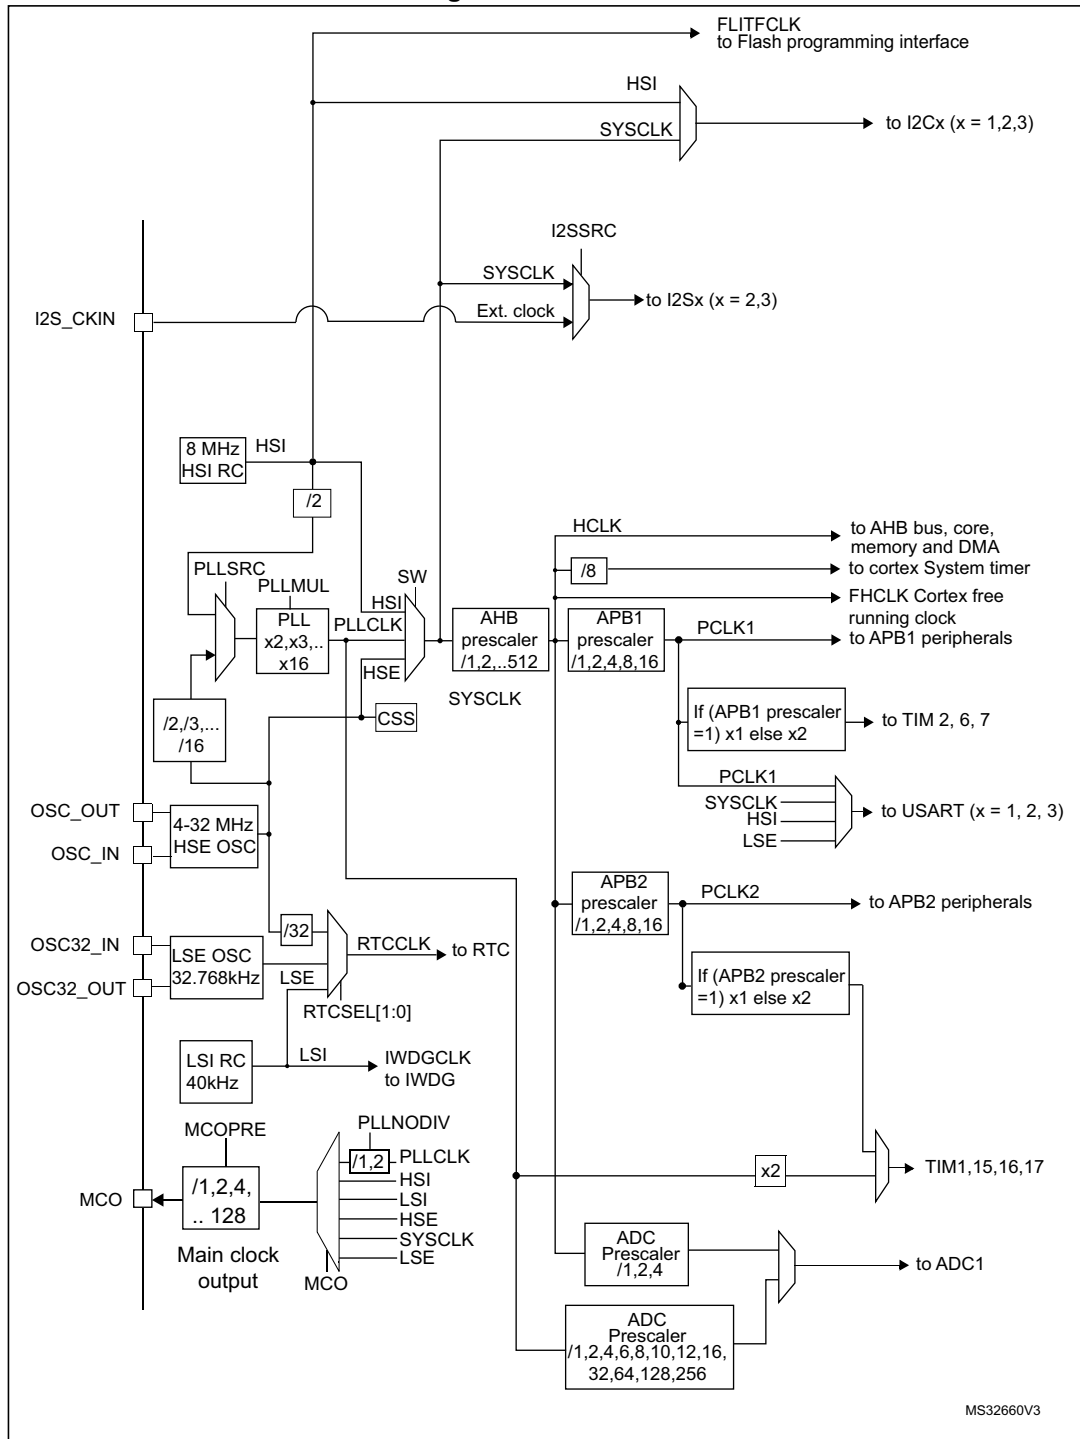 FLITFCLK
to Flash programming interface
HSI
SYSCLK
to I2Cx (x = 1,2,3)
I2SSRC
SYSCLK
to I2Sx (x = 2,3)
I2S_CKIN
Ext. clock
8 MHz
HSI RC
HSI
/2
HCLK
to AHB bus, core,
memory and DMA
/8
to cortex System timer
FHCLK Cortex free
running clock
PLLSRC
PLLMUL
SW
HSI
PLL
x2,x3,..
x16
PLLCLK
HSE
AHB
prescaler
/1,2,..512
APB1
prescaler
/1,2,4,8,16
PCLK1
to APB1 peripherals
SYSCLK
/2,/3,...
/16
CSS
If (APB1 prescaler
=1) x1 else x2
to TIM 2, 6, 7
PCLK1
SYSCLK
HSI
LSE
to USART (x = 1, 2, 3)
OSC_OUT
OSC_IN
4-32 MHz
HSE OSC
APB2
prescaler
/1,2,4,8,16
PCLK2
to APB2 peripherals
OSC32_IN
OSC32_OUT
LSE OSC
32.768kHz
/32
LSE
RTCCLK
to RTC
RTCSEL[1:0]
If (APB2 prescaler
=1) x1 else x2
LSI RC
40kHz
LSI
IWDGCLK
to IWDG
MCOPRE
PLLNODIV
/1,2
PLLCLK
HSI
LSI
HSE
SYSCLK
LSE
MCO
/1,2,4,
.. 128
Main clock
output
MCO
x2
TIM1,15,16,17
ADC
Prescaler
/1,2,4
to ADC1
ADC
Prescaler
/1,2,4,6,8,10,12,16,
32,64,128,256
MS32660V3